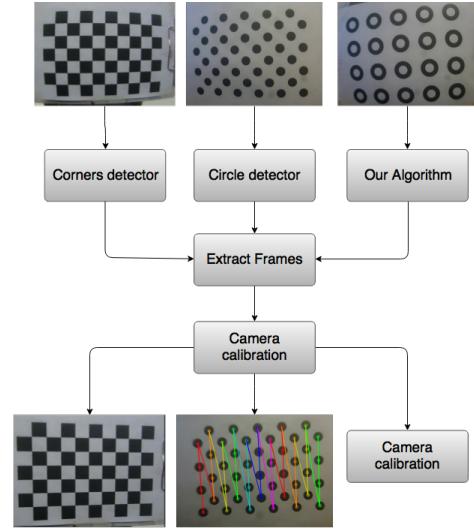 Corners detector
Circle detector
Our Algorithm
Extract Frames
Camera
calibration
Camera
calibration